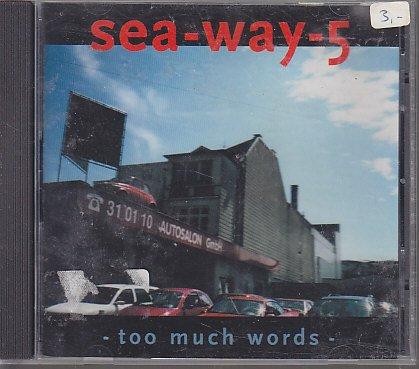 3,-
sea-way-5
☎ 31 01 10 AUTOSALON GmbH
- too much words -